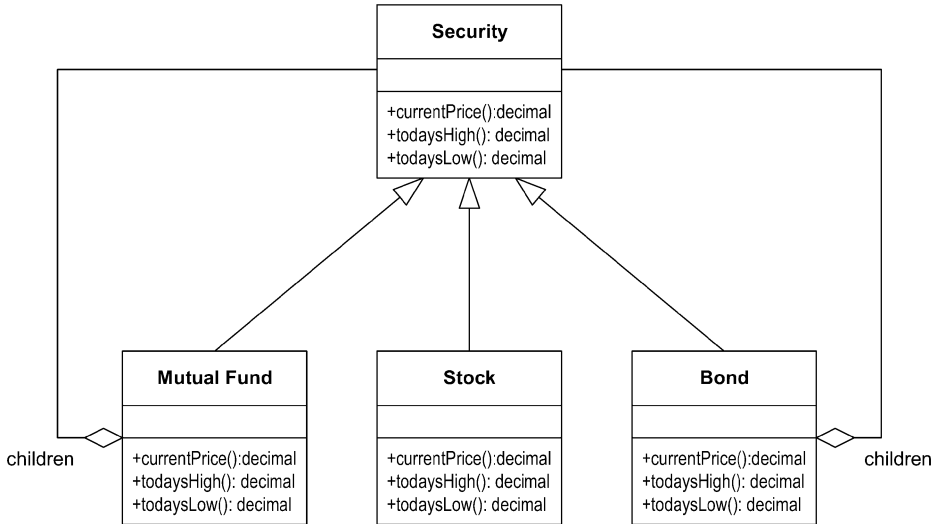 Security
+currentPrice():decimal
+todaysHigh(): decimal
+todaysLow(): decimal
Mutual Fund
+currentPrice():decimal
+todaysHigh(): decimal
+todaysLow(): decimal
children
Stock
+currentPrice():decimal
+todaysHigh(): decimal
+todaysLow(): decimal
Bond
+currentPrice():decimal
+todaysHigh(): decimal
+todaysLow(): decimal
children